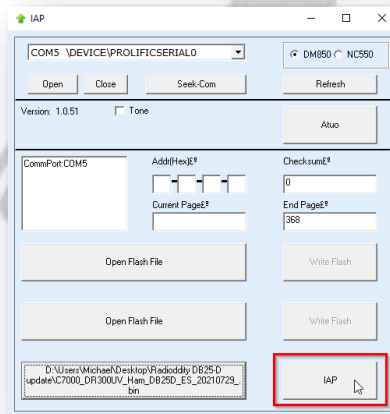 IAP
COM5 \DEVICE\PROLIFICSERIAL0
DM850 NC550
Open Close Seek-Com Refresh
Version: 1.0.51 Tone
Atuo
CommPort:COM5
Addr(Hex)£º Checksum£º
- - -
0
Current Page£º End Page£º
368
Open Flash File Write Flash
Open Flash File Write Flash
D:\Users\Michael\Desktop\Radioddity DB25-D
update\C7000_DR300UV_Ham_DB25D_ES_20210729_.
bin
IAP